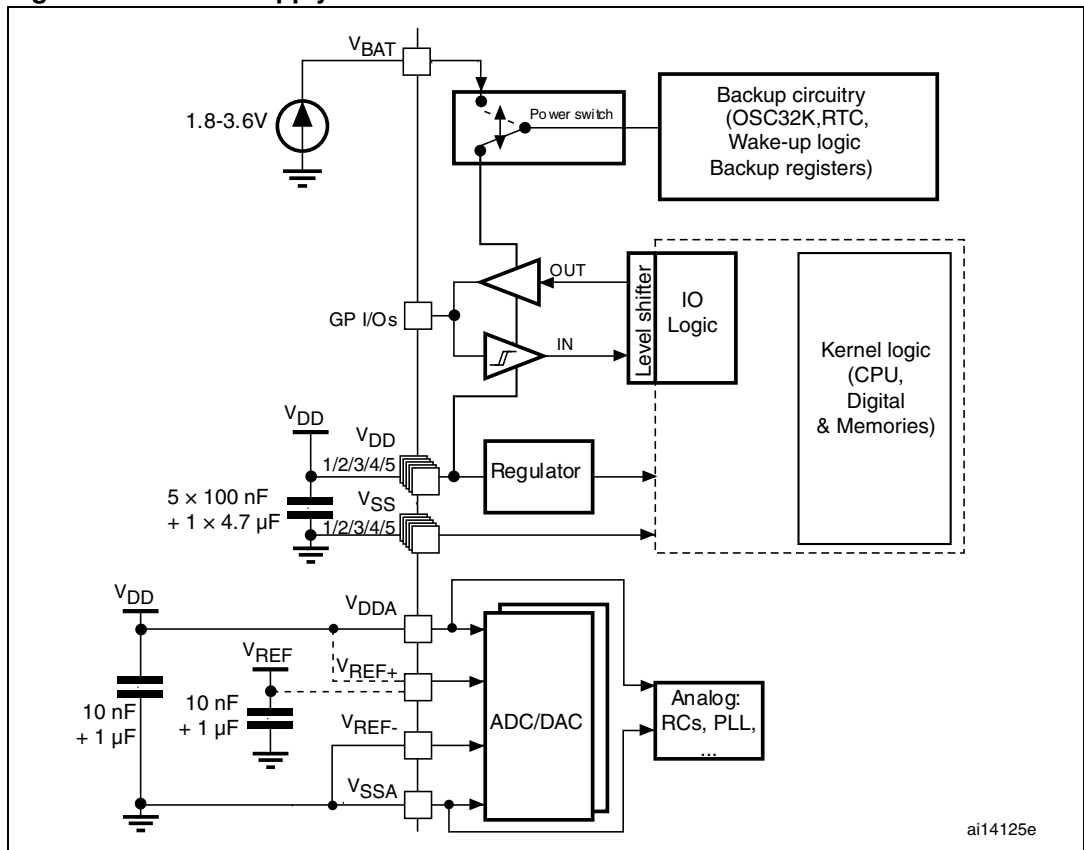 V_BAT
1.8-3.6V
Power switch
Backup circuitry
(OSC32K,RTC,
Wake-up logic
Backup registers)
OUT
GP I/Os
IN
Level shifter
IO
Logic
Kernel logic
(CPU,
Digital
& Memories)
V_DD
V_DD
1/2/3/4/5
Regulator
5 × 100 nF
+ 1 × 4.7 µF
V_SS
1/2/3/4/5
V_DD
V_DDA
V_REF
V_REF+
10 nF
+ 1 µF
10 nF
+ 1 µF
V_REF-
V_SSA
ADC/DAC
Analog:
RCs, PLL,
...
ai14125e